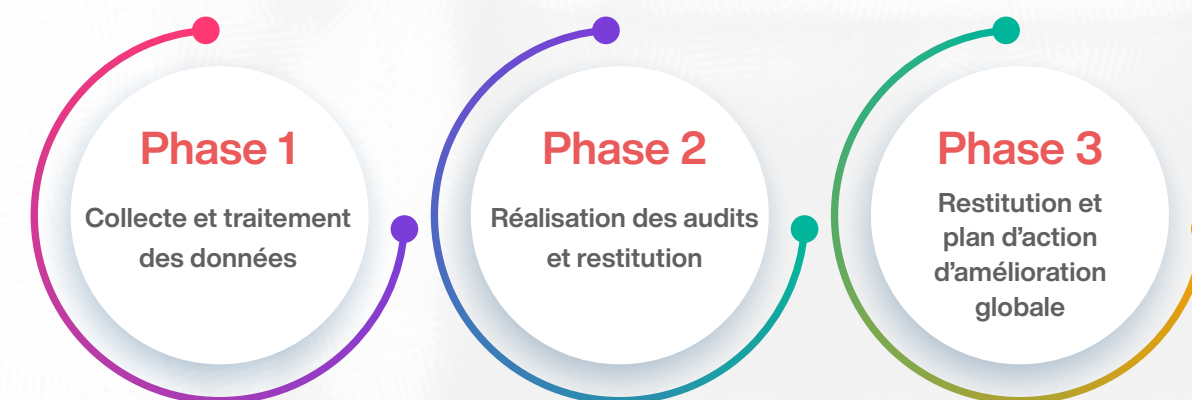 Phase 1
Collecte et traitement
des données
Phase 2
Réalisation des audits
et restitution
Phase 3
Restitution et
plan d’action
d’amélioration
globale